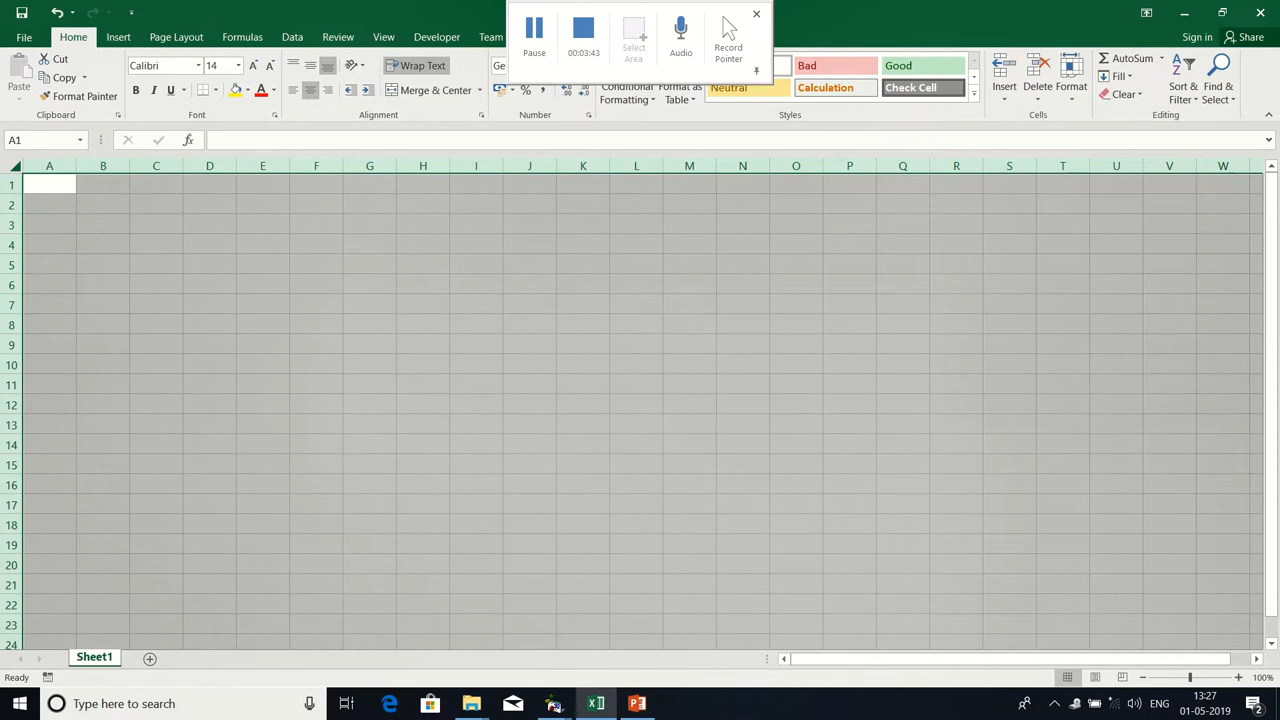 File Home Insert Page Layout Formulas Data Review View Developer Team
Pause 00:03:43 Select Area Audio Record Pointer
Sign in Share
Paste Cut Copy Format Painter
Calibri 14 B I U
Wrap Text Merge & Center
Ge % ,
Conditional Formatting Format as Table
Bad Good
Neutral Calculation Check Cell
Insert Delete Format
AutoSum Fill Clear
Sort & Filter Find & Select
Clipboard Font Alignment Number Styles Cells Editing
A1 fx
A B C D E F G H I J K L M N O P Q R S T U V W
1
2
3
4
5
6
7
8
9
10
11
12
13
14
15
16
17
18
19
20
21
22
23
24
Sheet1
Ready 100%
Type here to search ENG 13:27
01-05-2019 2